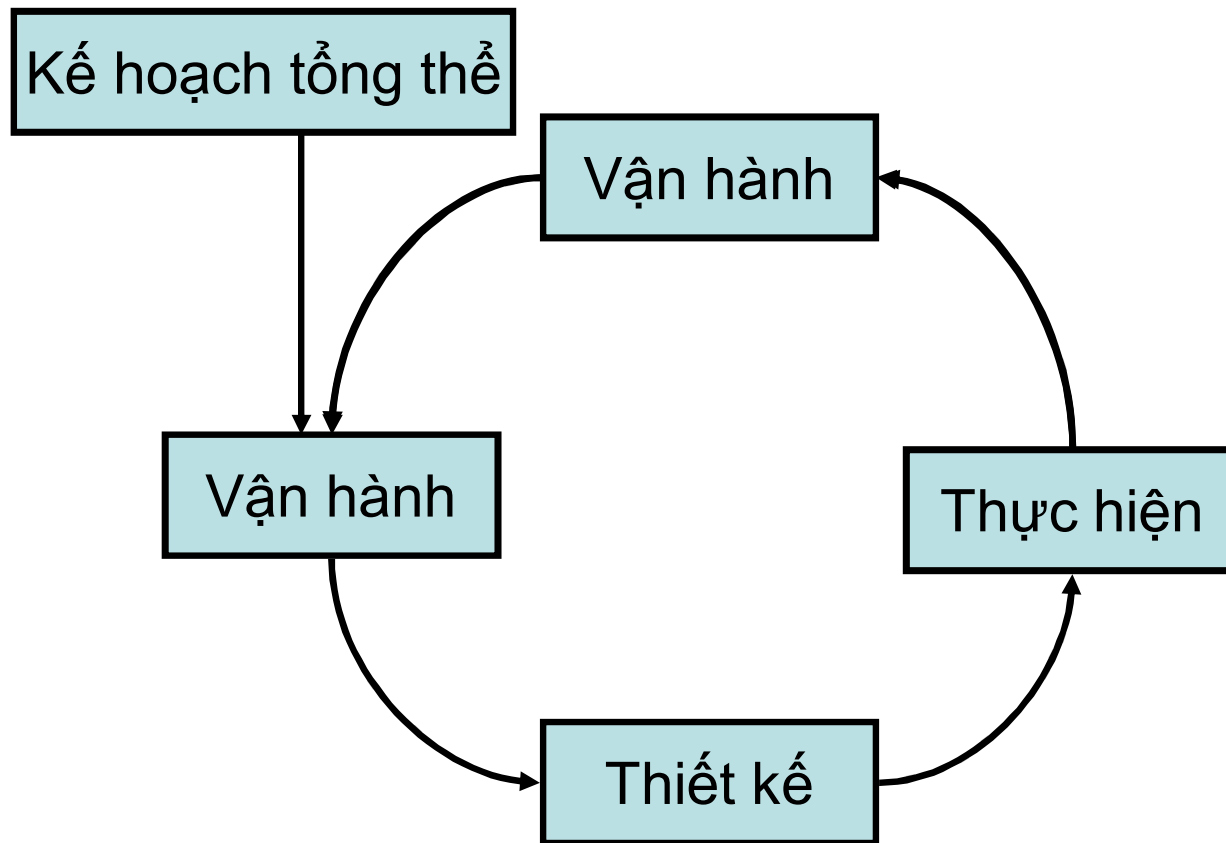 Kế hoạch tổng thể
Vận hành
Vận hành
Thực hiện
Thiết kế